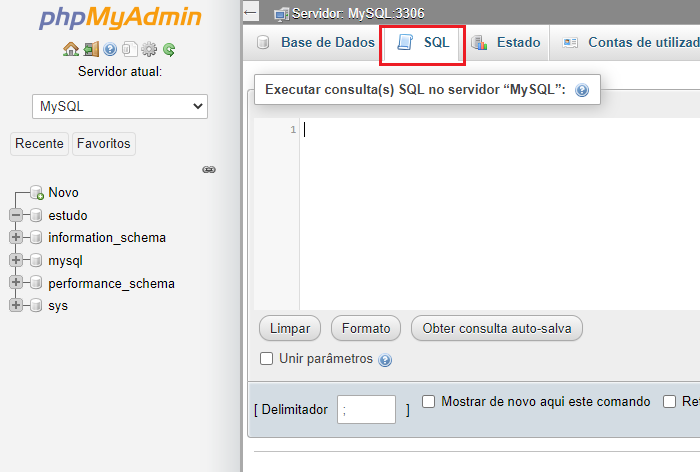 phpMyAdmin
Servidor atual:
MySQL
Recente Favoritos
Novo
estudo
information_schema
mysql
performance_schema
sys
Servidor: MySQL:3306
Base de Dados SQL Estado Contas de utilizad
Executar consulta(s) SQL no servidor “MySQL”:
1
Limpar Formato Obter consulta auto-salva
Unir parâmetros
[ Delimitador ; ] Mostrar de novo aqui este comando Re